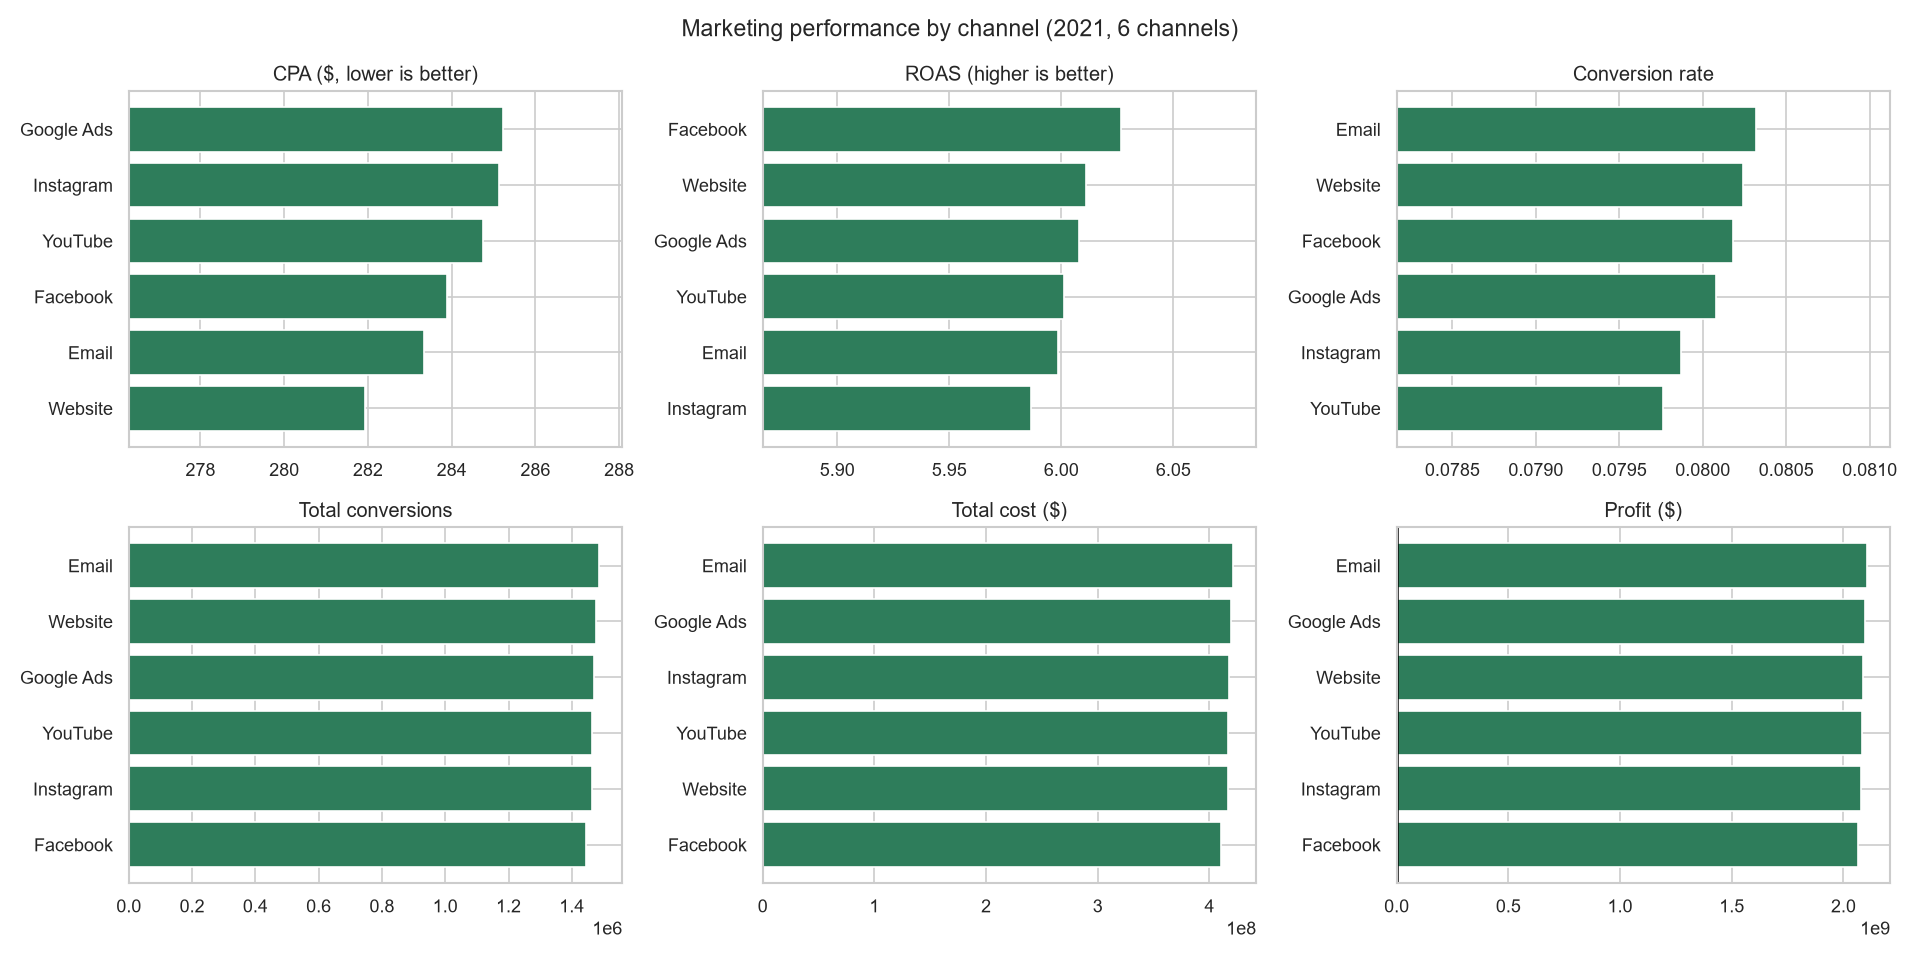 Marketing performance by channel (2021, 6 channels)
CPA ($, lower is better)
Google Ads
Instagram
YouTube
Facebook
Email
Website
278 280 282 284 286 288
ROAS (higher is better)
Facebook
Website
Google Ads
YouTube
Email
Instagram
5.90 5.95 6.00 6.05
Conversion rate
Email
Website
Facebook
Google Ads
Instagram
YouTube
0.0785 0.0790 0.0795 0.0800 0.0805 0.0810
Total conversions
Email
Website
Google Ads
YouTube
Instagram
Facebook
0.0 0.2 0.4 0.6 0.8 1.0 1.2 1.4
1e6
Total cost ($)
Email
Google Ads
Instagram
YouTube
Website
Facebook
0 1 2 3 4
1e8
Profit ($)
Email
Google Ads
Website
YouTube
Instagram
Facebook
0.0 0.5 1.0 1.5 2.0
1e9